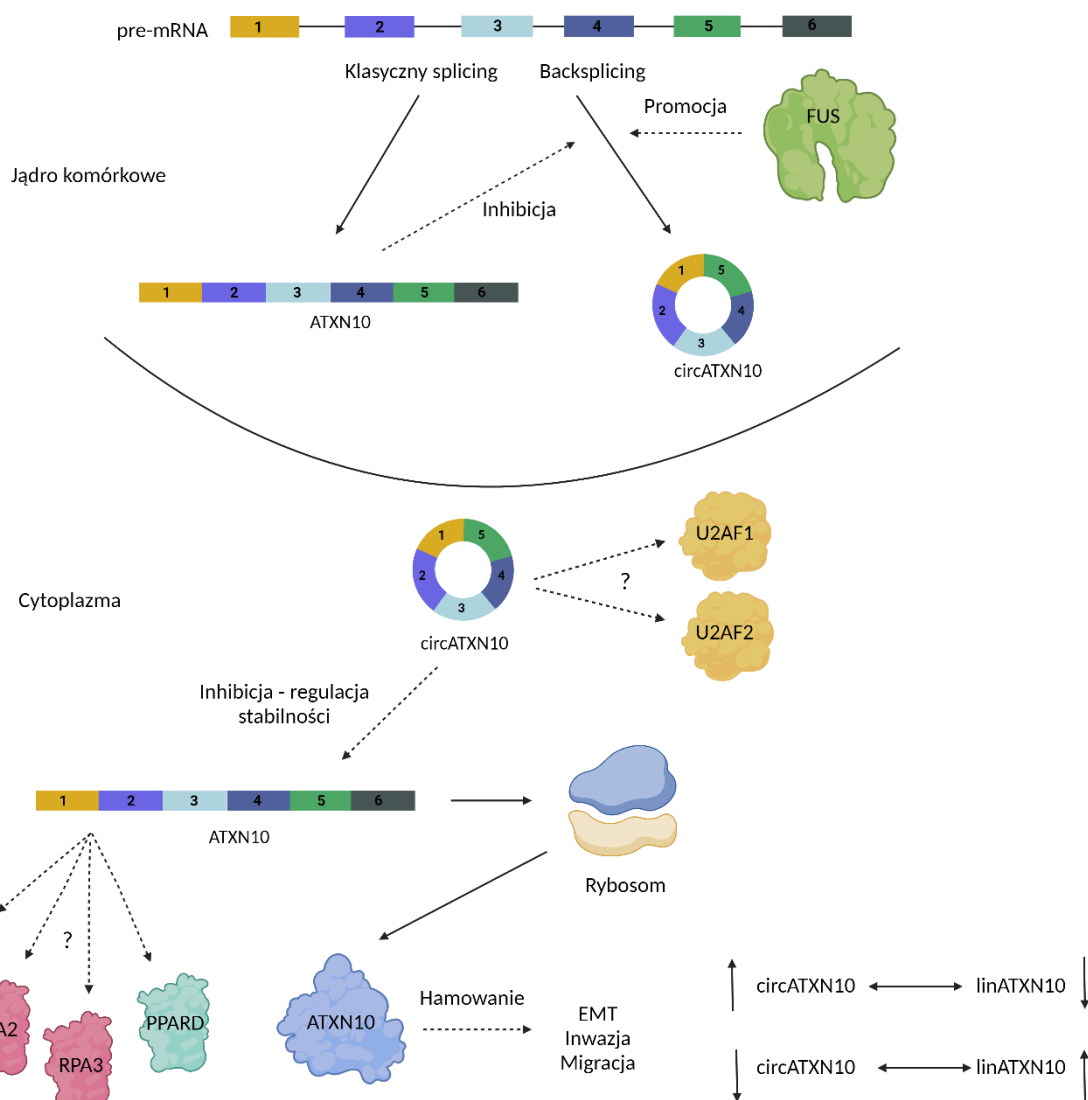 pre-mRNA
1 2 3 4 5 6
Klasyczny splicing
Backsplicing
Promocja
FUS
Jądro komórkowe
Inhibicja
1 2 3 4 5 6
ATXN10
1 5 2 4 3
circATXN10
1 5 2 4 3
circATXN10
U2AF1
?
U2AF2
Cytoplazma
Inhibicja - regulacja
stabilności
1 2 3 4 5 6
ATXN10
Rybosom
?
A2
RPA3
PPARD
ATXN10
Hamowanie
EMT
Inwazja
Migracja
circATXN10 linATXN10
circATXN10 linATXN10